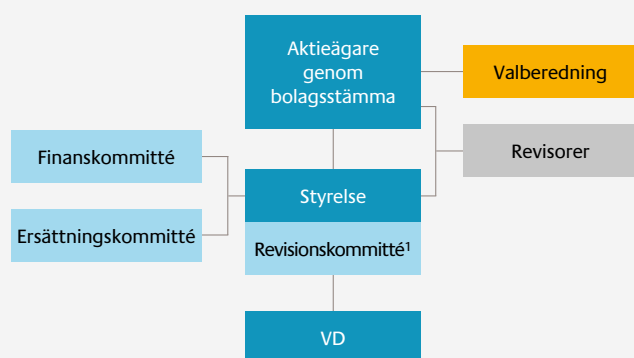 Aktieägare
genom
bolagsstämma
Valberedning
Revisorer
Finanskommitté
Ersättningskommitté
Styrelse
Revisionskommitté¹
VD